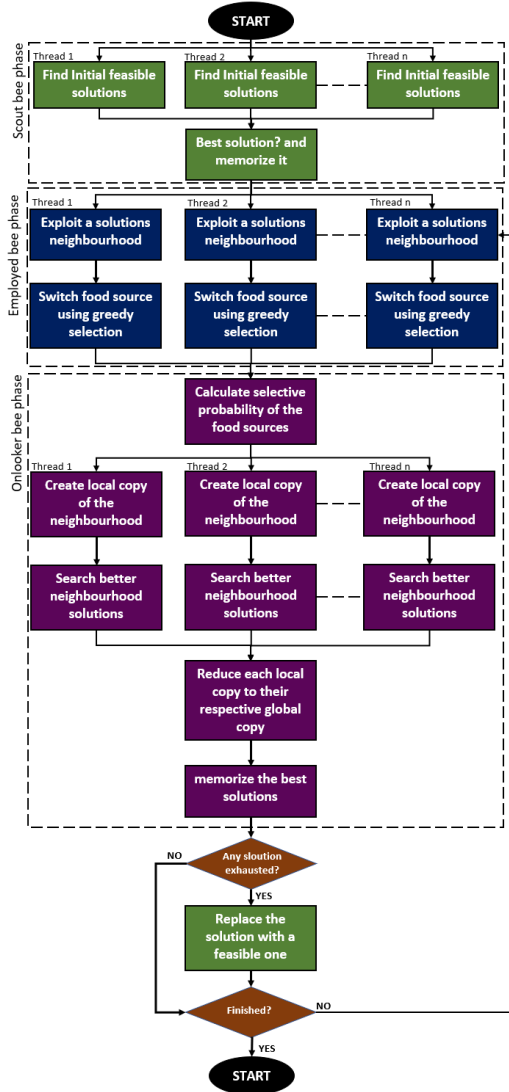 START
Scout bee phase
Thread 1
Thread 2
Thread n
Find Initial feasible
solutions
Find Initial feasible
solutions
Find Initial feasible
solutions
Best solution? and
memorize it
Employed bee phase
Thread 1
Thread 2
Thread n
Exploit a solutions
neighbourhood
Exploit a solutions
neighbourhood
Exploit a solutions
neighbourhood
Switch food source
using greedy
selection
Switch food source
using greedy
selection
Switch food source
using greedy
selection
Onlooker bee phase
Calculate selective
probability of the
food sources
Thread 1
Thread 2
Thread n
Create local copy
of the
neighbourhood
Create local copy
of the
neighbourhood
Create local copy
of the
neighbourhood
Search better
neighbourhood
solutions
Search better
neighbourhood
solutions
Search better
neighbourhood
solutions
Reduce each local
copy to their
respective global
copy
memorize the best
solutions
NO
Any sloution
exhausted?
YES
Replace the
solution with a
feasible one
Finished?
NO
YES
START